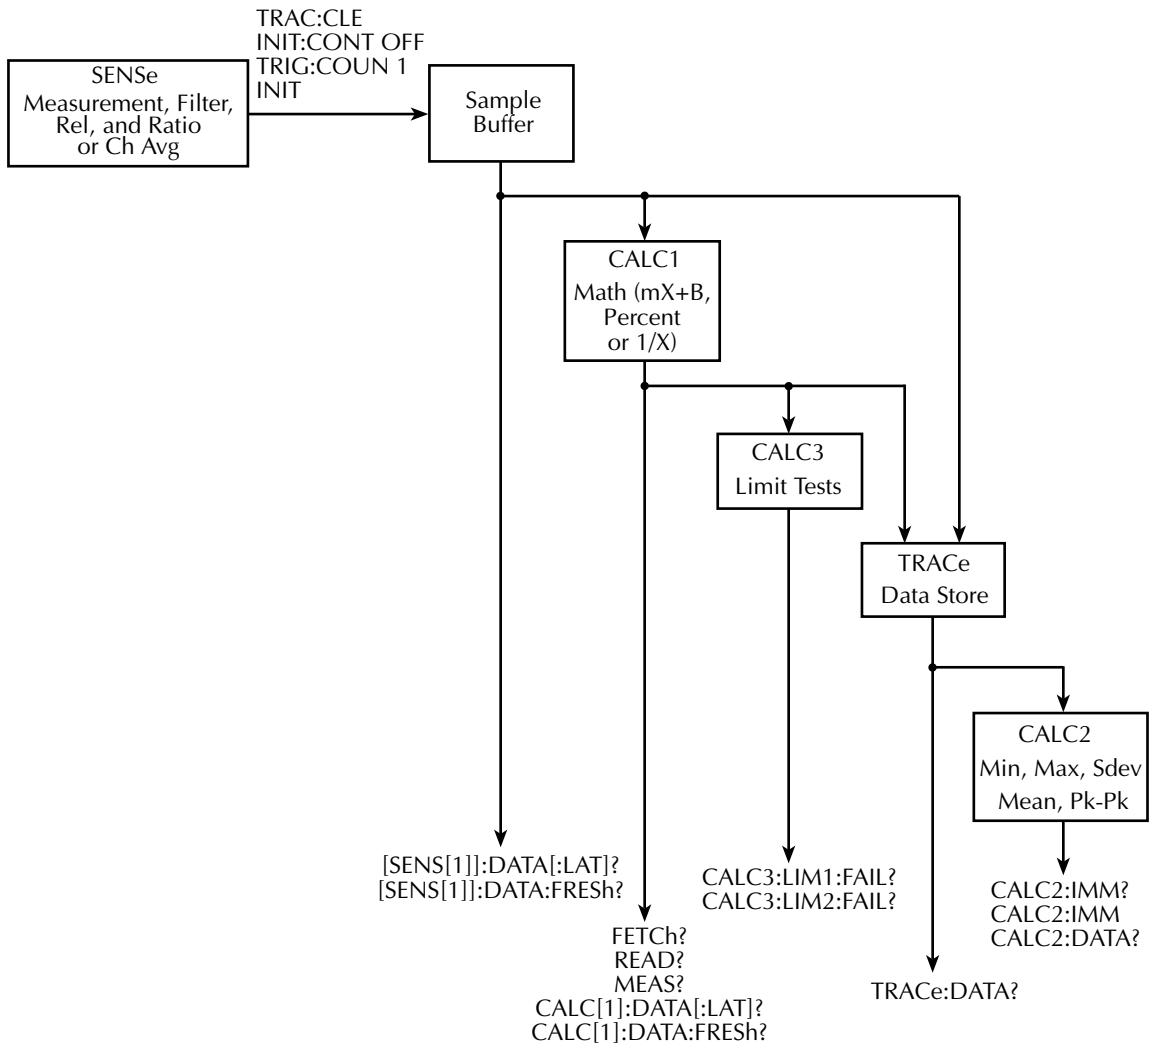 TRAC:CLE
INIT:CONT OFF
TRIG:COUN 1
INIT
SENSe
Measurement, Filter,
Rel, and Ratio
or Ch Avg
Sample
Buffer
CALC1
Math (mX+B,
Percent
or 1/X)
CALC3
Limit Tests
TRACe
Data Store
CALC2
Min, Max, Sdev
Mean, Pk-Pk
[SENS[1]]:DATA[:LAT]?
[SENS[1]]:DATA:FRESh?
CALC3:LIM1:FAIL?
CALC3:LIM2:FAIL?
CALC2:IMM?
CALC2:IMM
CALC2:DATA?
FETCh?
READ?
MEAS?
CALC[1]:DATA[:LAT]?
CALC[1]:DATA:FRESh?
TRACe:DATA?